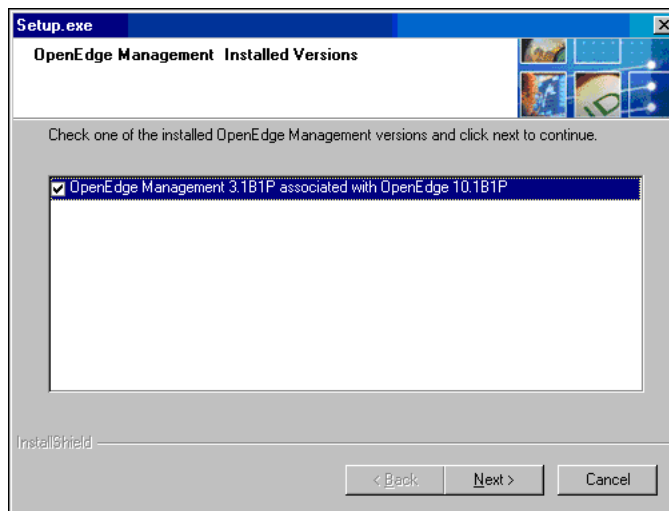 Setup.exe
OpenEdge Management Installed Versions
Check one of the installed OpenEdge Management versions and click next to continue.
OpenEdge Management 3.1B1P associated with OpenEdge 10.1B1P
InstallShield
< Back
Next >
Cancel